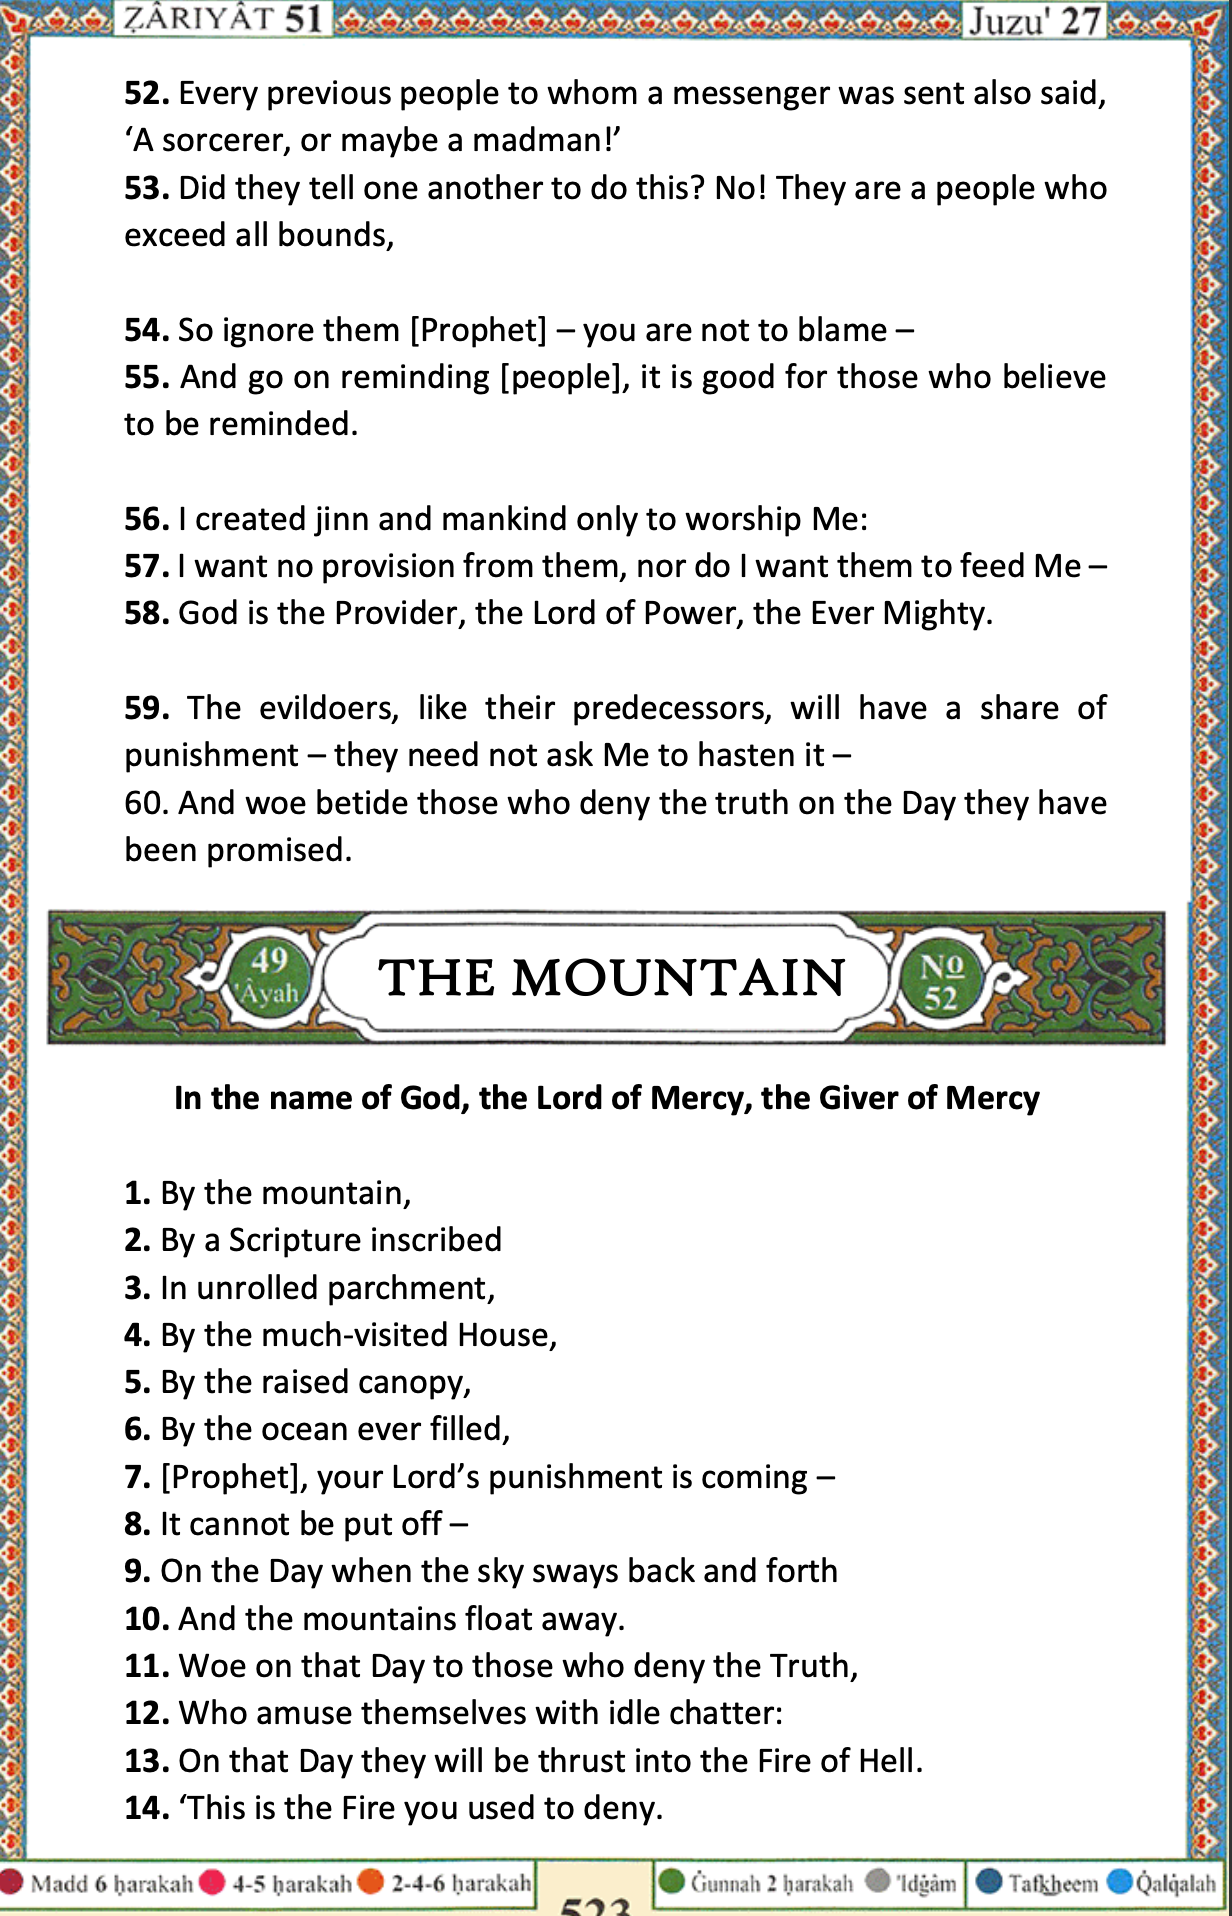 ẒÂRIYÂT 51
Juzu' 27
52. Every previous people to whom a messenger was sent also said,
‘A sorcerer, or maybe a madman!’
53. Did they tell one another to do this? No! They are a people who
exceed all bounds,
54. So ignore them [Prophet] – you are not to blame –
55. And go on reminding [people], it is good for those who believe
to be reminded.
56. I created jinn and mankind only to worship Me:
57. I want no provision from them, nor do I want them to feed Me –
58. God is the Provider, the Lord of Power, the Ever Mighty.
59. The evildoers, like their predecessors, will have a share of
punishment – they need not ask Me to hasten it –
60. And woe betide those who deny the truth on the Day they have
been promised.
49
'Âyah
THE MOUNTAIN
No
52
In the name of God, the Lord of Mercy, the Giver of Mercy
1. By the mountain,
2. By a Scripture inscribed
3. In unrolled parchment,
4. By the much-visited House,
5. By the raised canopy,
6. By the ocean ever filled,
7. [Prophet], your Lord’s punishment is coming –
8. It cannot be put off –
9. On the Day when the sky sways back and forth
10. And the mountains float away.
11. Woe on that Day to those who deny the Truth,
12. Who amuse themselves with idle chatter:
13. On that Day they will be thrust into the Fire of Hell.
14. ‘This is the Fire you used to deny.
Madd 6 ḥarakah 4-5 ḥarakah 2-4-6 ḥarakah
523
Ġunnah 2 ḥarakah 'Idġâm Tafkheem Q̇alq̇alah